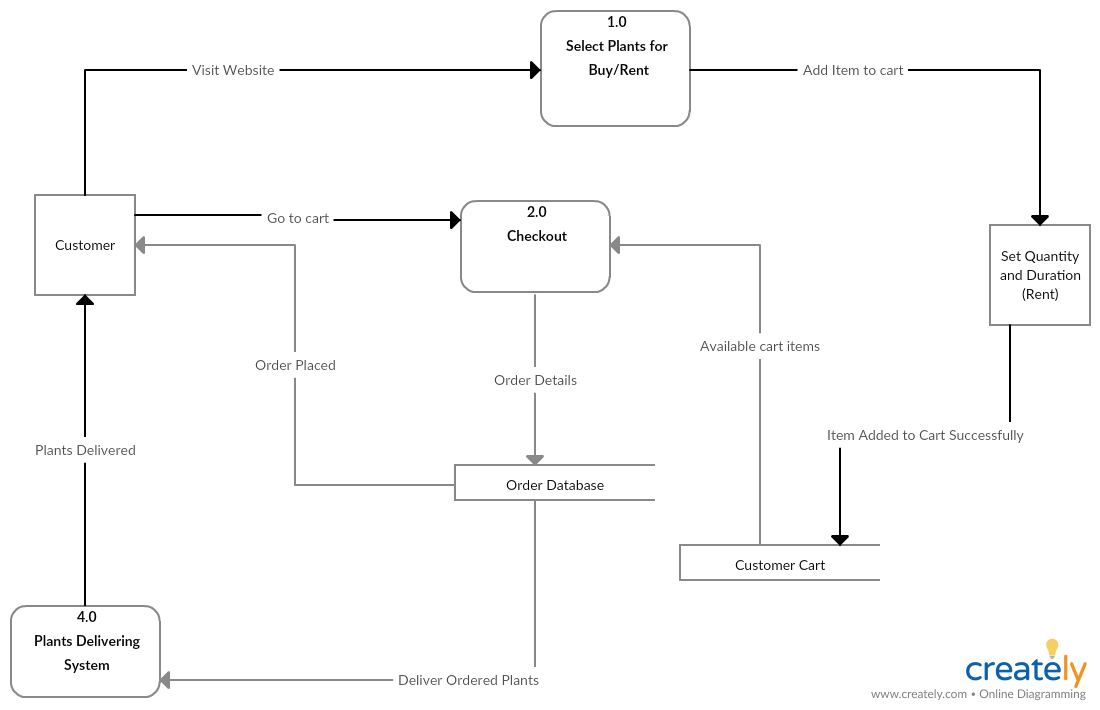 1.0
Select Plants for
Buy/Rent
Visit Website
Add Item to cart
2.0
Checkout
Go to cart
Customer
Set Quantity
and Duration
(Rent)
Available cart items
Order Placed
Order Details
Item Added to Cart Successfully
Plants Delivered
Order Database
Customer Cart
4.0
Plants Delivering
System
Deliver Ordered Plants
creately
www.creately.com • Online Diagramming